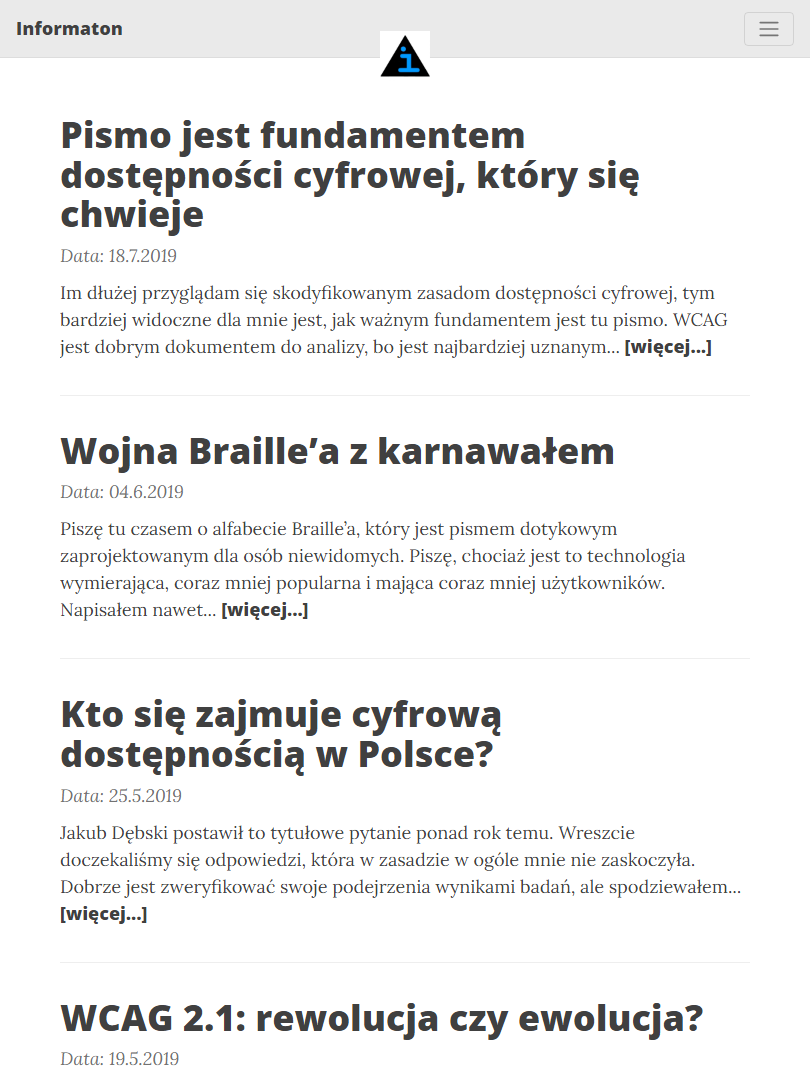 Informaton
i
Pismo jest fundamentem
dostępności cyfrowej, który się
chwieje
Data: 18.7.2019
Im dłużej przyglądam się skodyfikowanym zasadom dostępności cyfrowej, tym
bardziej widoczne dla mnie jest, jak ważnym fundamentem jest tu pismo. WCAG
jest dobrym dokumentem do analizy, bo jest najbardziej uznanym... [więcej...]
Wojna Braille’a z karnawałem
Data: 04.6.2019
Piszę tu czasem o alfabecie Braille’a, który jest pismem dotykowym
zaprojektowanym dla osób niewidomych. Piszę, chociaż jest to technologia
wymierająca, coraz mniej popularna i mająca coraz mniej użytkowników.
Napisałem nawet... [więcej...]
Kto się zajmuje cyfrową
dostępnością w Polsce?
Data: 25.5.2019
Jakub Dębski postawił to tytułowe pytanie ponad rok temu. Wreszcie
doczekaliśmy się odpowiedzi, która w zasadzie w ogóle mnie nie zaskoczyła.
Dobrze jest zweryfikować swoje podejrzenia wynikami badań, ale spodziewałem...
[więcej...]
WCAG 2.1: rewolucja czy ewolucja?
Data: 19.5.2019